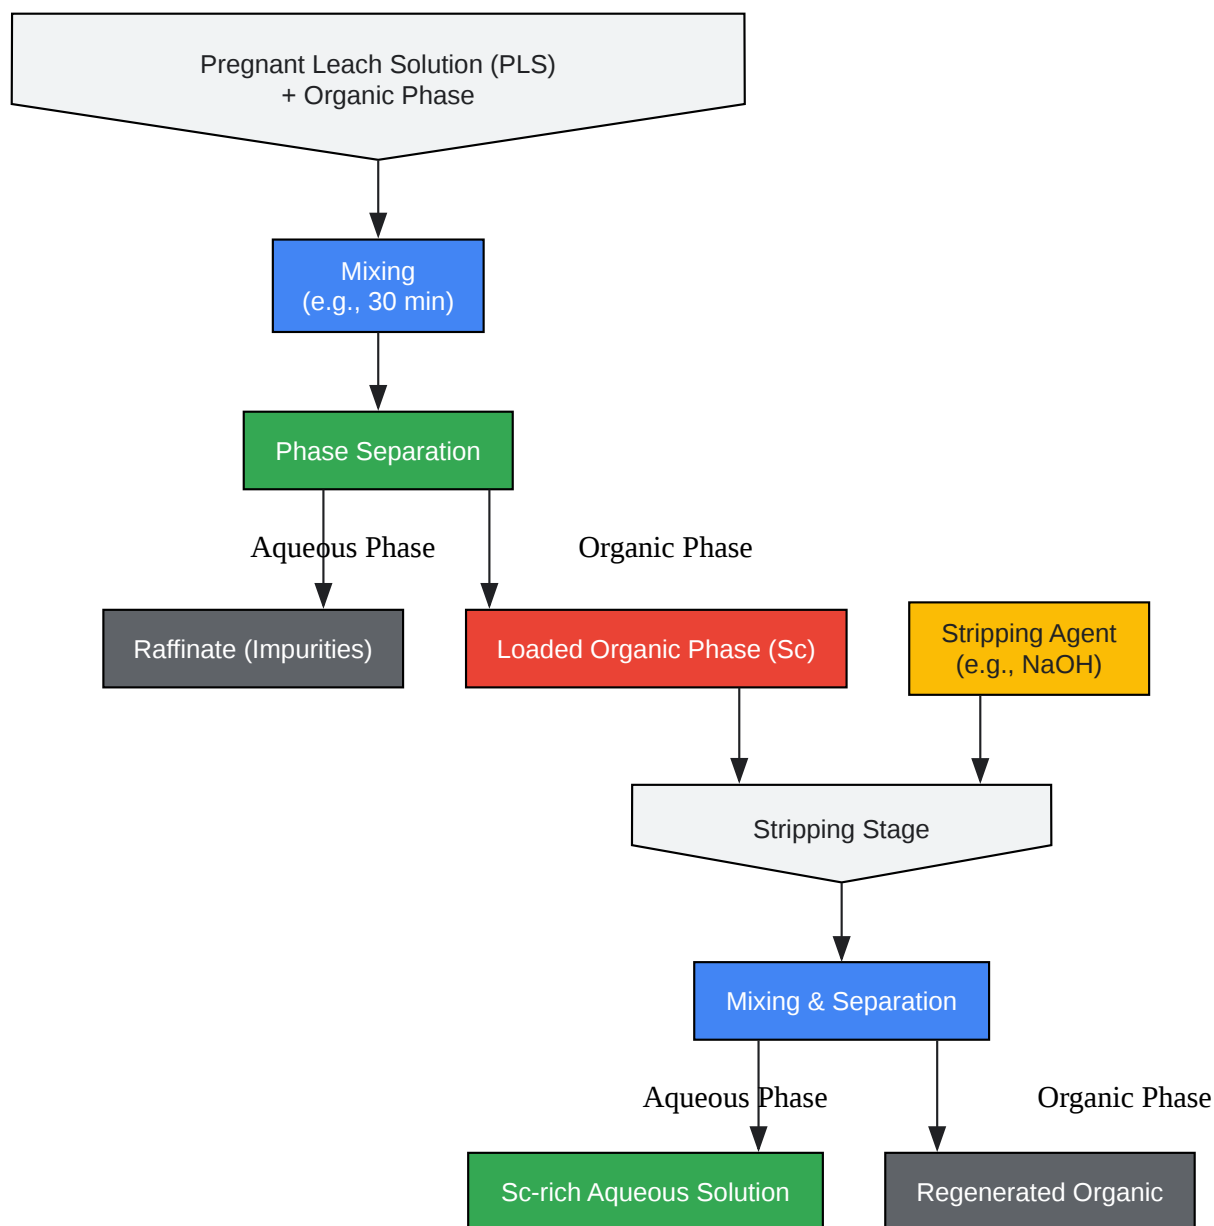 Pregnant Leach Solution (PLS)
+ Organic Phase
Mixing
(e.g., 30 min)
Phase Separation
Aqueous Phase
Organic Phase
Raffinate (Impurities)
Loaded Organic Phase (Sc)
Stripping Agent
(e.g., NaOH)
Stripping Stage
Mixing & Separation
Aqueous Phase
Organic Phase
Sc-rich Aqueous Solution
Regenerated Organic